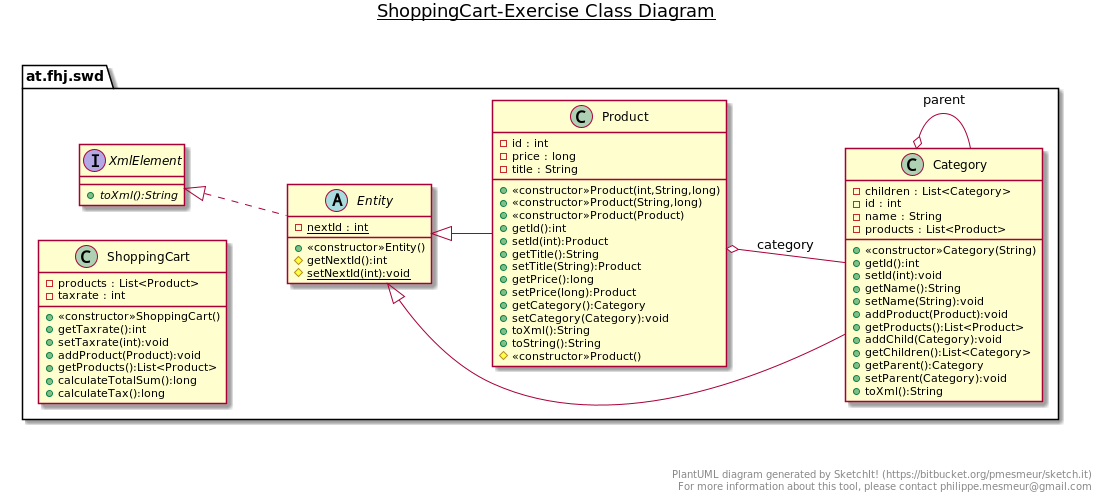 ShoppingCart-Exercise Class Diagram
at.fhj.swd
I XmlElement
toXml():String
C ShoppingCart
products : List<Product>
taxrate : int
«constructor»ShoppingCart()
getTaxrate():int
setTaxrate(int):void
addProduct(Product):void
getProducts():List<Product>
calculateTotalSum():long
calculateTax():long
A Entity
nextId : int
«constructor»Entity()
getNextId():int
setNextId(int):void
C Product
id : int
price : long
title : String
«constructor»Product(int,String,long)
«constructor»Product(String,long)
«constructor»Product(Product)
getId():int
setId(int):Product
getTitle():String
setTitle(String):Product
getPrice():long
setPrice(long):Product
getCategory():Category
setCategory(Category):void
toXml():String
toString():String
«constructor»Product()
category
parent
C Category
children : List<Category>
id : int
name : String
products : List<Product>
«constructor»Category(String)
getId():int
setId(int):void
getName():String
setName(String):void
addProduct(Product):void
getProducts():List<Product>
addChild(Category):void
getChildren():List<Category>
getParent():Category
setParent(Category):void
toXml():String
PlantUML diagram generated by SketchIt! (https://bitbucket.org/pmesmeur/sketch.it)
For more information about this tool, please contact philippe.mesmeur@gmail.com